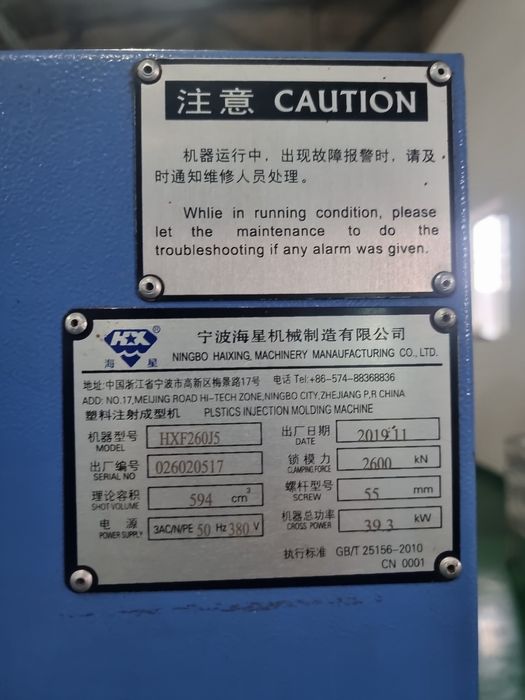 注意 CAUTION
机器运行中，出现故障报警时，请及
时通知维修人员处理。
Whlie in running condition, please
let the maintenance to do the
troubleshooting if any alarm was given.
HX®
海星
宁波海星机械制造有限公司
NINGBO HAIXING, MACHINERY MANUFACTURING CO., LTD.
地址:中国浙江省宁波市高新区梅景路17号 电话 Tel:+86-574-88368836
ADD: NO.17,MEIJING ROAD HI-TECH ZONE,NINGBO CITY,ZHEJIANG P,R CHINA
塑料注射成型机 PLSTICS INJECTION MOLDING MACHINE
机器型号 HXF260J5 出厂日期 2019 11
MODEL DATE
出厂编号 026020517 锁模力 2600 kN
SERIAL NO CLAMPING FORCE
理论容积 594 cm³ 螺杆型号 55 mm
SHOT VOLUME SCREW
电源 3AC/N/PE 50 Hz 380 V 机器总功率 39.3 kW
POWER SUPPLY CROSS POWER
执行标准 GB/T 25156-2010
CN 0001